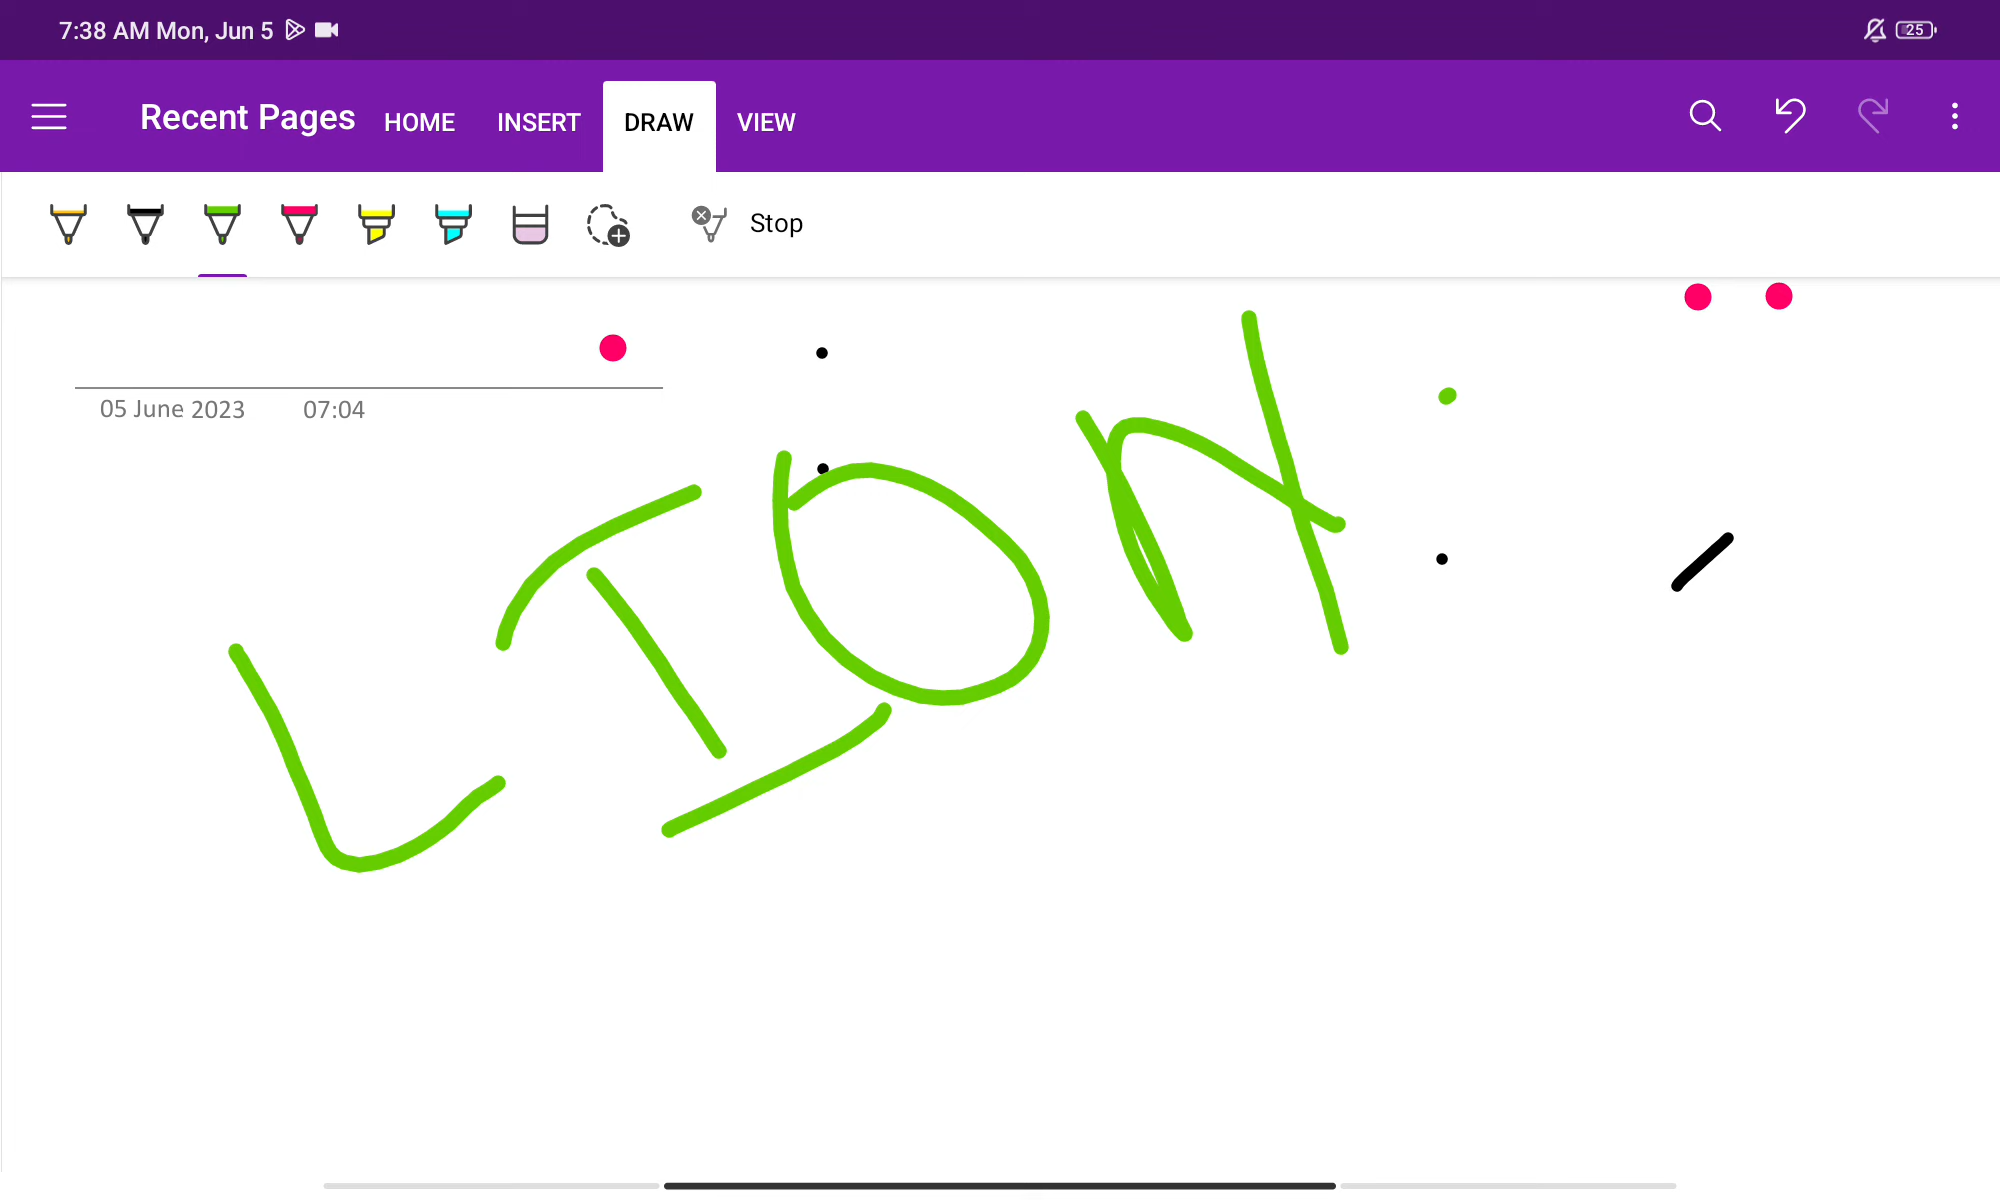 7:38 AM Mon, Jun 5 25
Recent Pages HOME INSERT DRAW VIEW
Stop
05 June 2023 07:04
LION